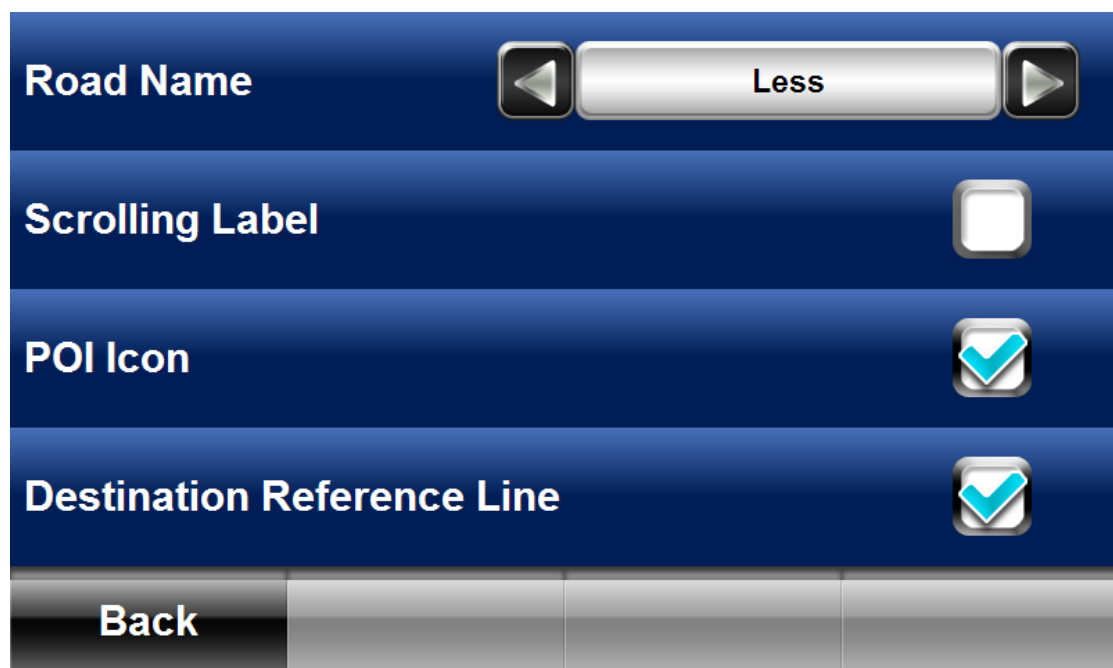 Road Name
Less
Scrolling Label
POI Icon
Destination Reference Line
Back